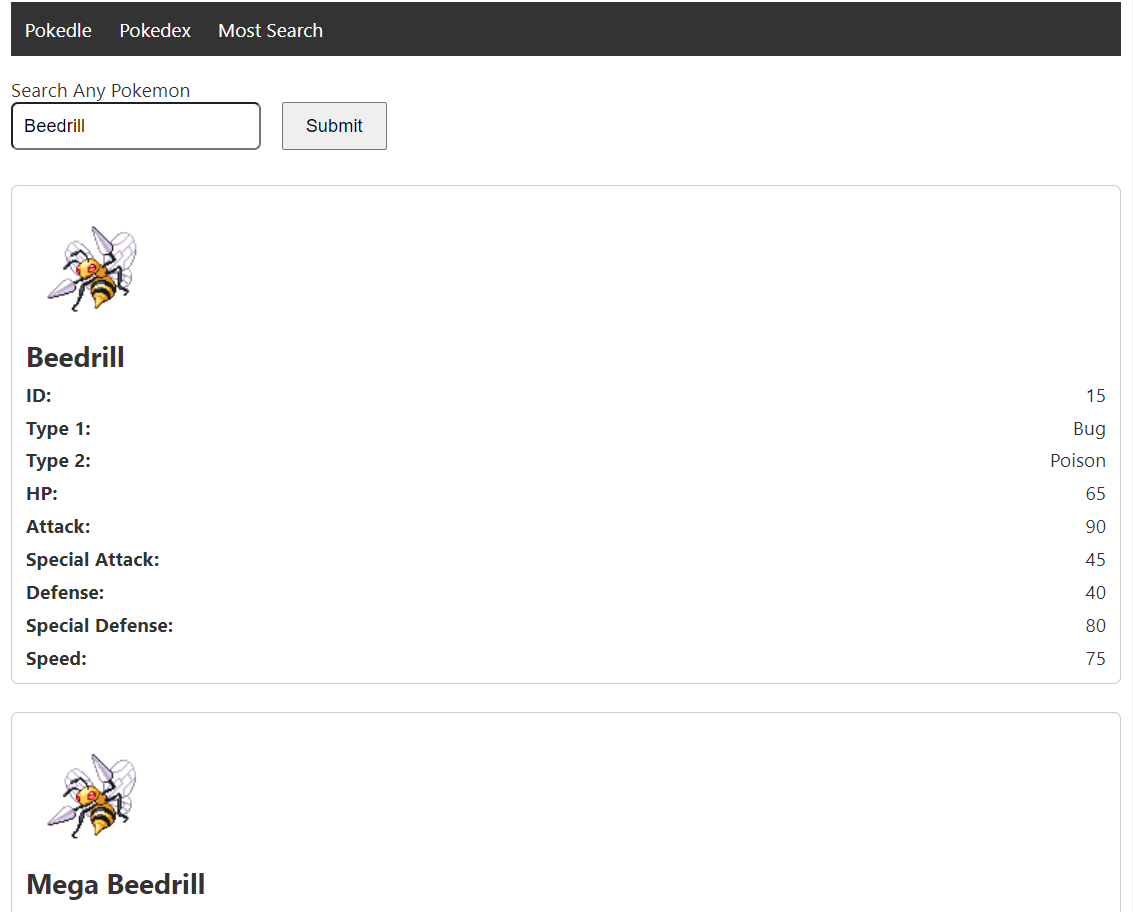 Pokedle Pokedex Most Search
Search Any Pokemon
Beedrill Submit
Beedrill
ID: 15
Type 1: Bug
Type 2: Poison
HP: 65
Attack: 90
Special Attack: 45
Defense: 40
Special Defense: 80
Speed: 75
Mega Beedrill